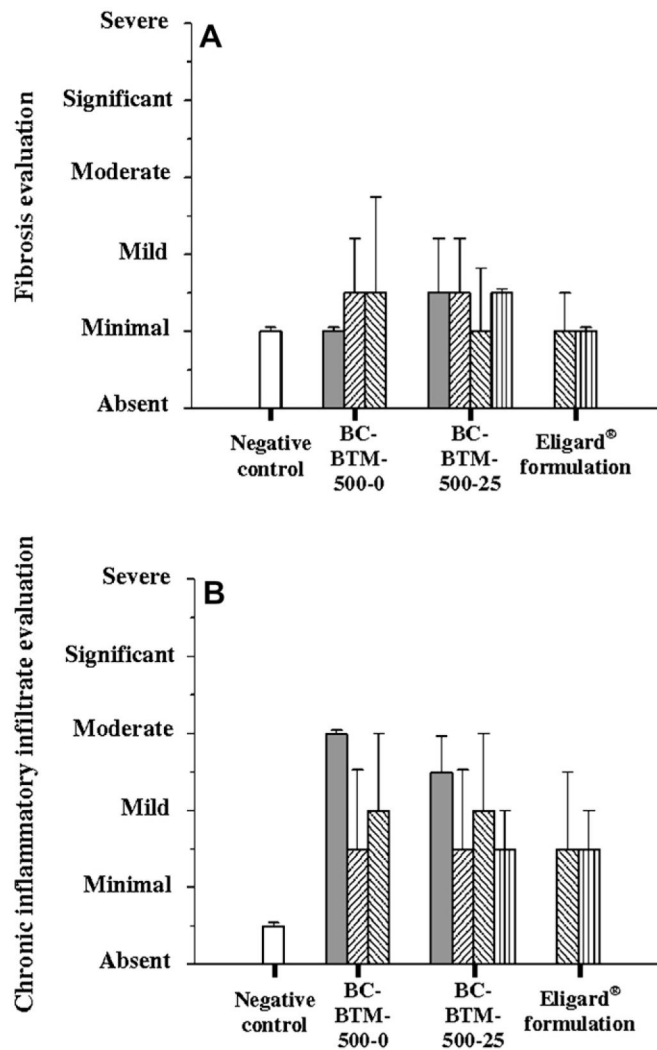 A
Fibrosis evaluation
Severe
Significant
Moderate
Mild
Minimal
Absent
Negative
control
BC-
BTM-
500-0
BC-
BTM-
500-25
Eligard®
formulation
B
Chronic inflammatory infiltrate evaluation
Severe
Significant
Moderate
Mild
Minimal
Absent
Negative
control
BC-
BTM-
500-0
BC-
BTM-
500-25
Eligard®
formulation